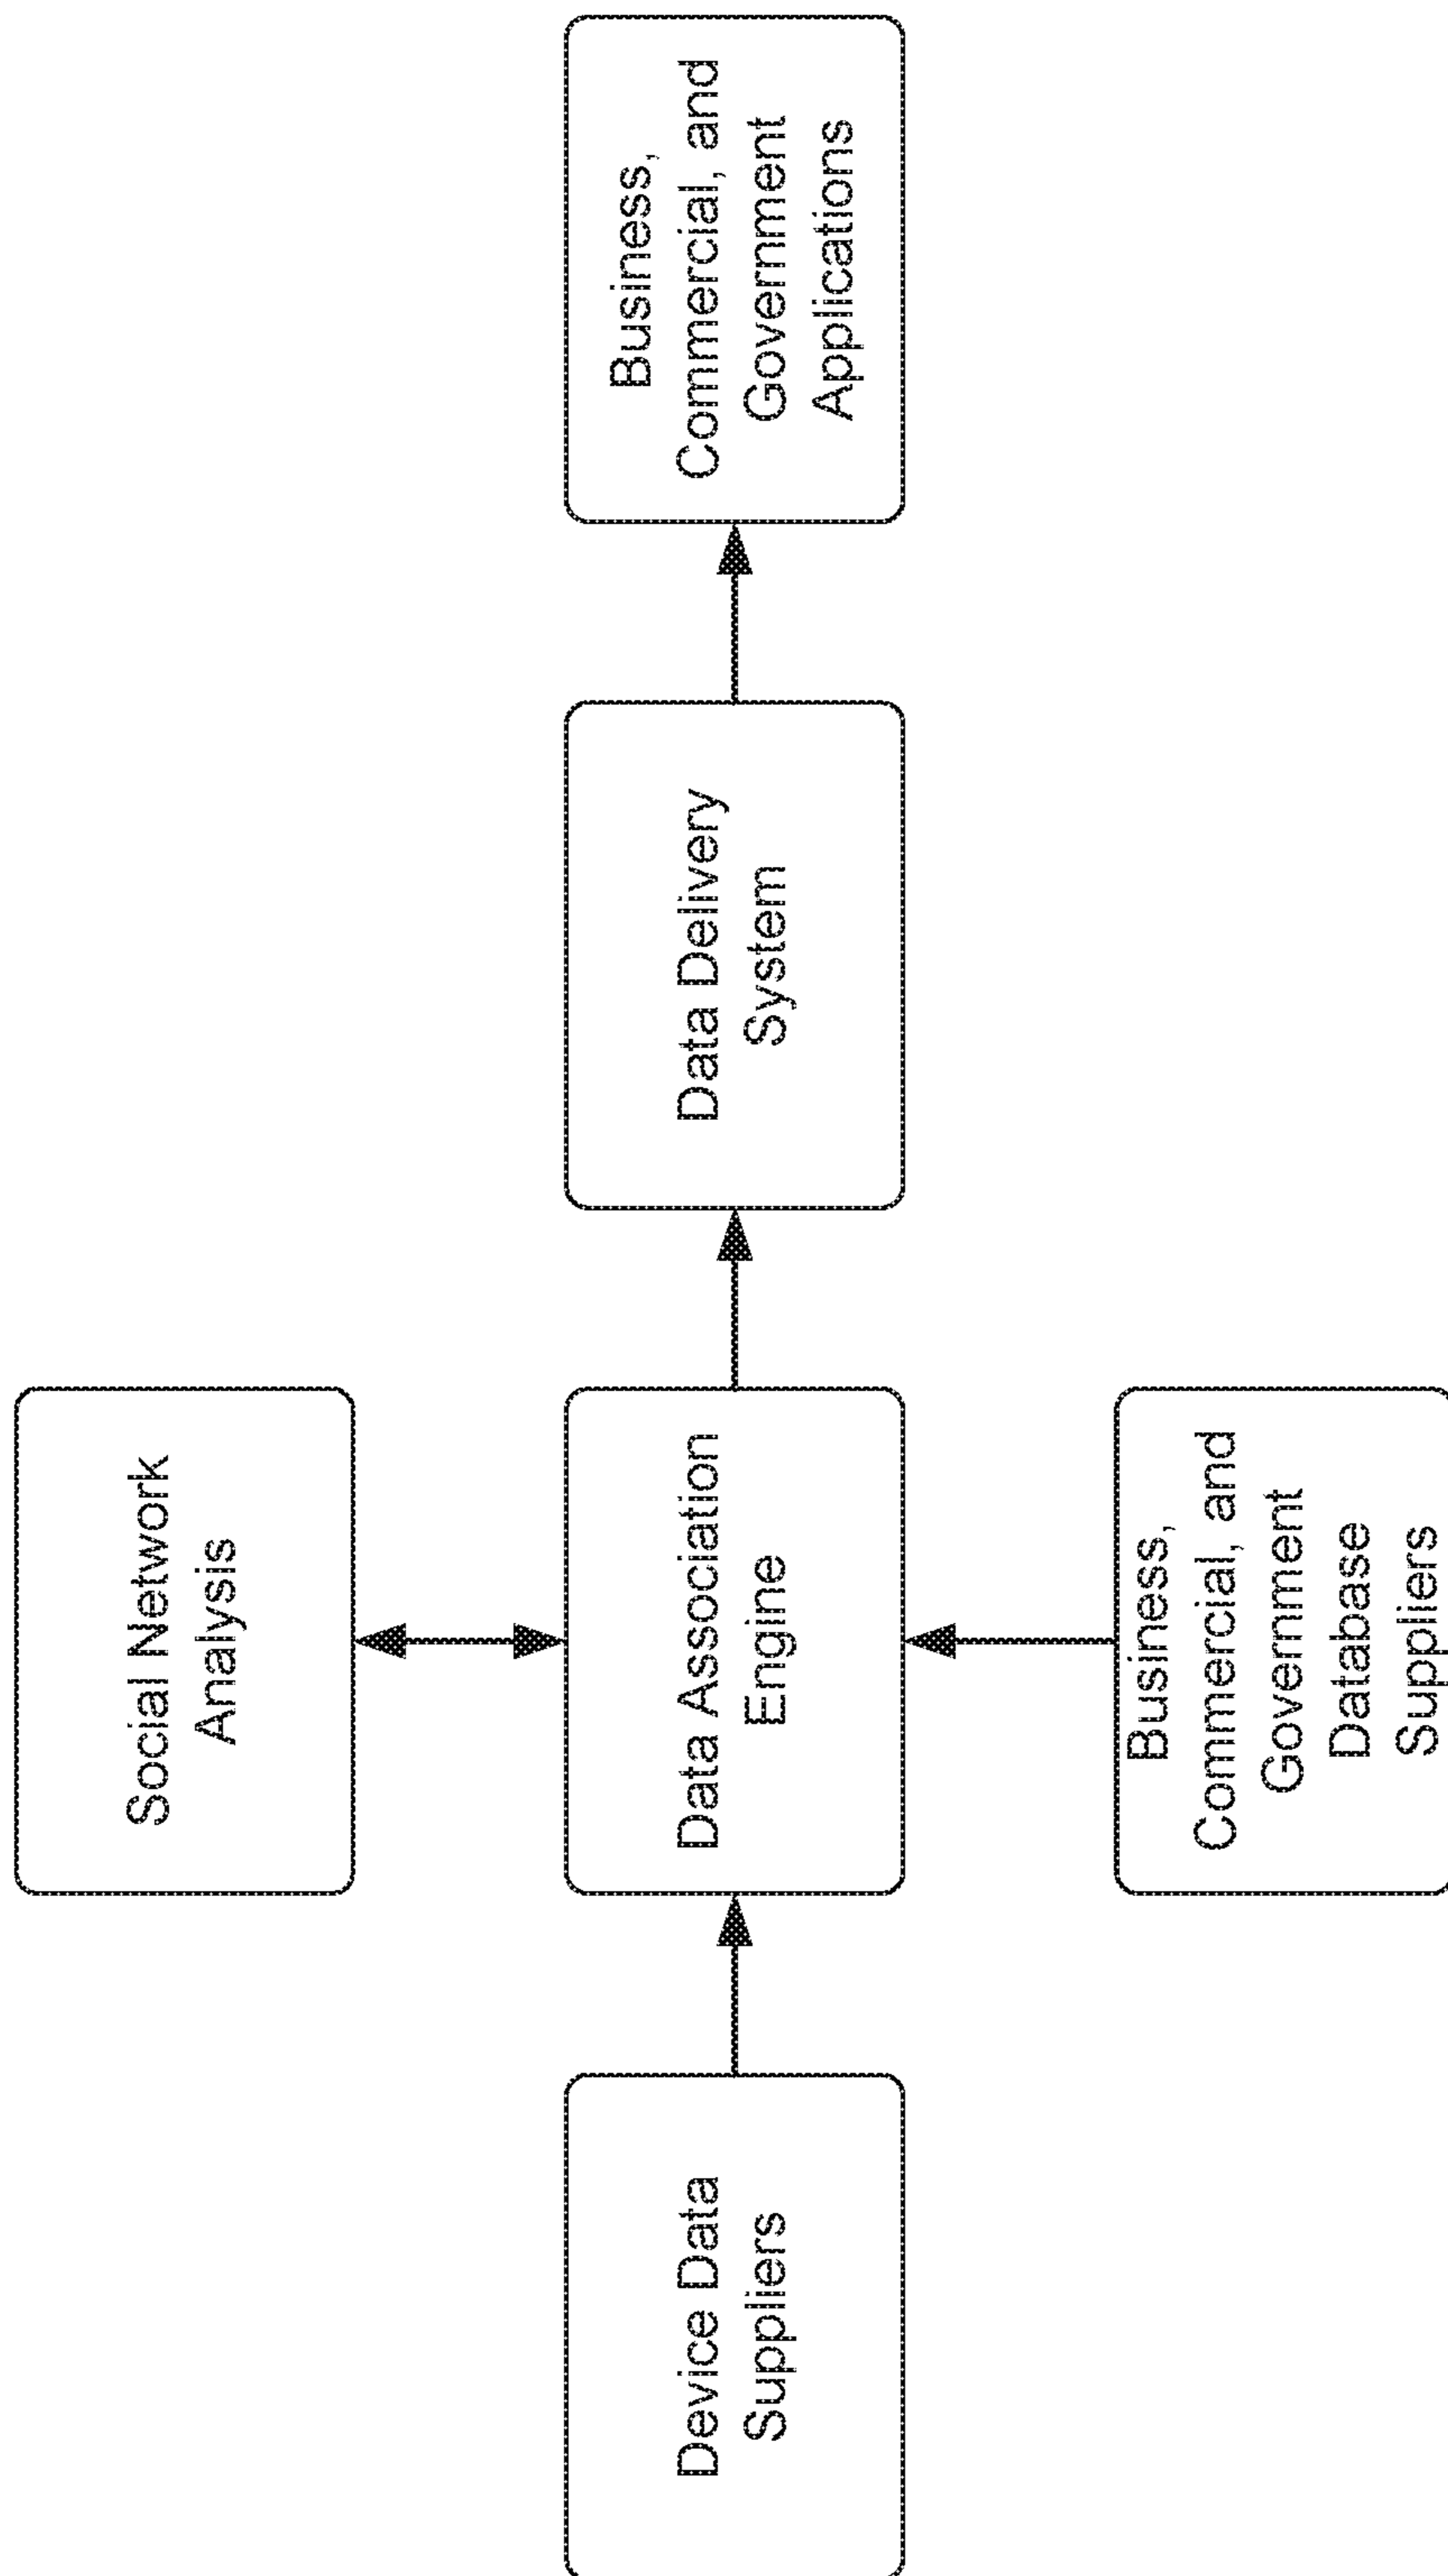 Social Network
Analysis
Device Data
Suppliers
Data Association
Engine
Data Delivery
System
Business,
Commercial, and
Government
Applications
Business,
Commercial, and
Government
Database
Suppliers